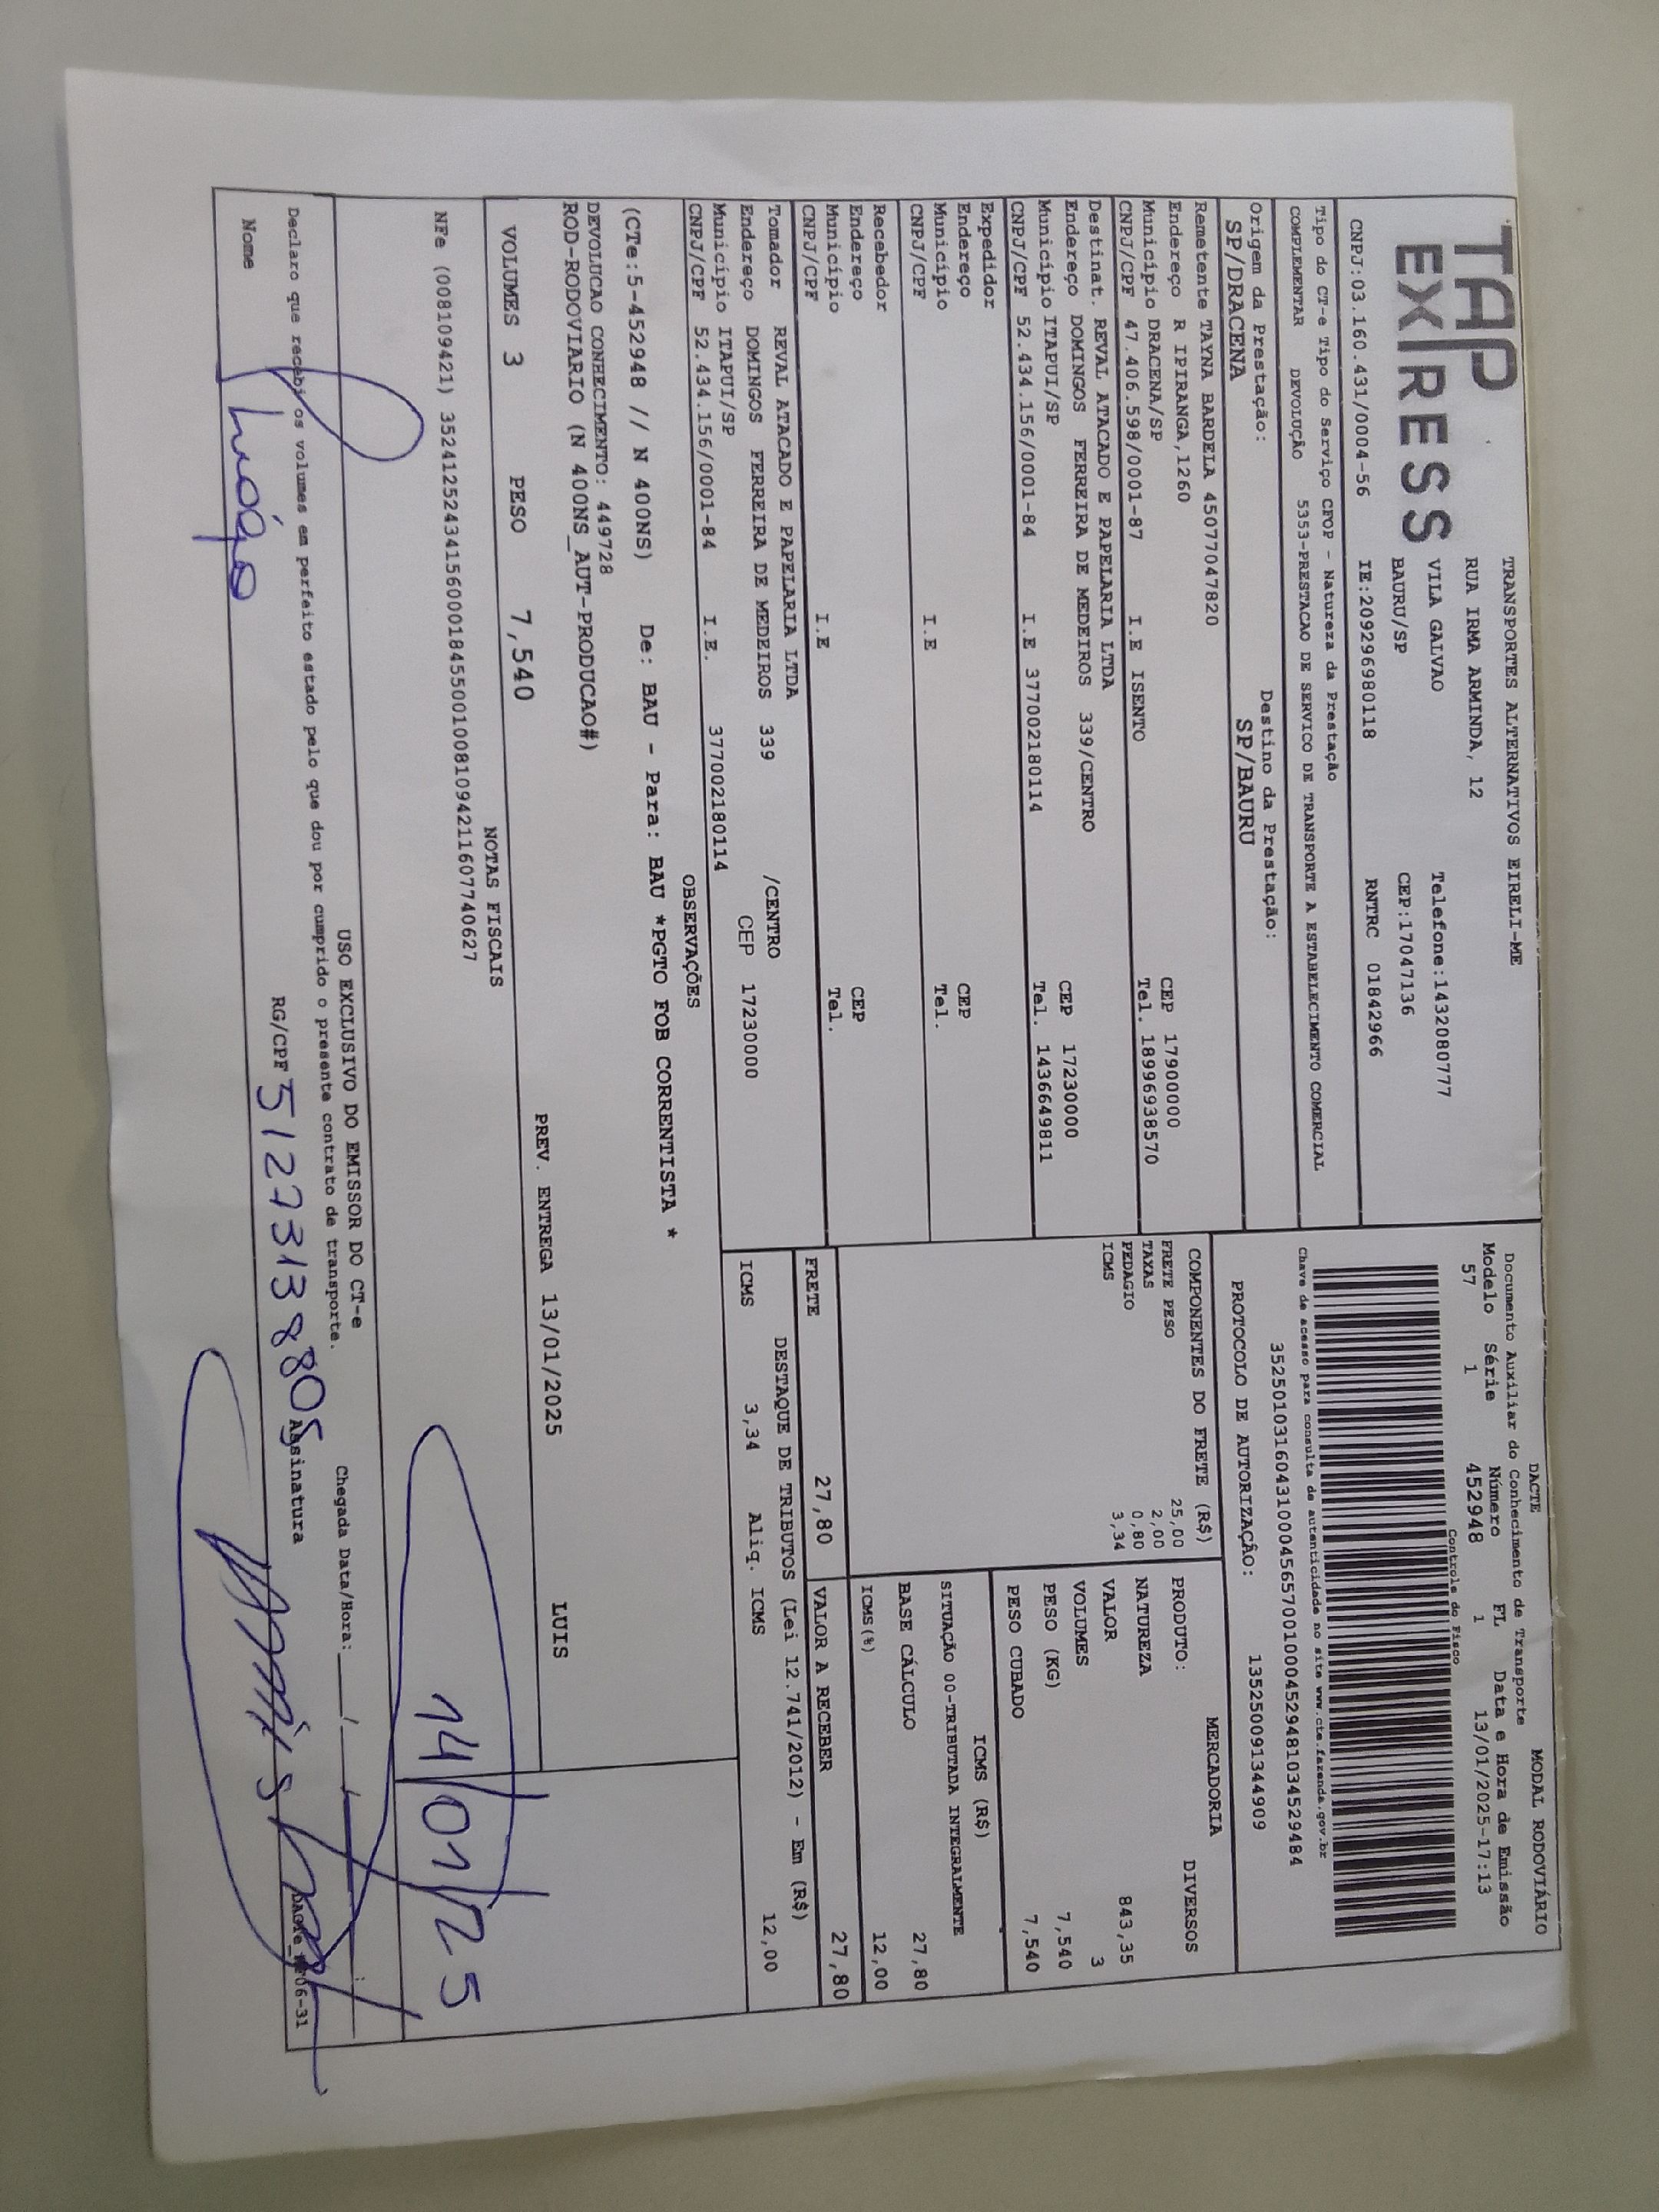 TAP
EXPRESS
TRANSPORTES ALTERNATIVOS EIRELI-ME
RUA IRMA ARMINDA, 12
VILA GALVAO Telefone:1432080777
BAURU/SP CEP:17047136
CNPJ:03.160.431/0004-56 IE:209296980118 RNTRC 01842966
DACTE MODAL RODOVIÁRIO
Documento Auxiliar do Conhecimento de Transporte
Modelo Série Número FL Data e Hora de Emissão
57 1 452948 1 13/01/2025-17:13
Controle do Fisco
Chave de acesso para consulta de autenticidade no site www.cte.fazenda.gov.br
35250103160431000456570010004529481034529484
PROTOCOLO DE AUTORIZAÇÃO: 135250091344909
Tipo do CT-e Tipo do Serviço CFOP - Natureza da Prestação
COMPLEMENTAR DEVOLUÇÃO 5353-PRESTACAO DE SERVICO DE TRANSPORTE A ESTABELECIMENTO COMERCIAL
Origem da Prestação: Destino da Prestação:
SP/DRACENA SP/BAURU
Remetente TAYNA BARDELA 45077047820
Endereço R IPIRANGA,1260 CEP 17900000
Município DRACENA/SP Tel. 18996938570
CNPJ/CPF 47.406.598/0001-87 I.E ISENTO
Destinat. REVAL ATACADO E PAPELARIA LTDA
Endereço DOMINGOS FERREIRA DE MEDEIROS 339/CENTRO CEP 17230000
Município ITAPUI/SP Tel. 1436649811
CNPJ/CPF 52.434.156/0001-84 I.E 377002180114
Expedidor
Endereço CEP
Município Tel.
CNPJ/CPF I.E
Recebedor
Endereço CEP
Município Tel.
CNPJ/CPF I.E
Tomador REVAL ATACADO E PAPELARIA LTDA
Endereço DOMINGOS FERREIRA DE MEDEIROS 339 /CENTRO
Município ITAPUI/SP CEP 17230000
CNPJ/CPF 52.434.156/0001-84 I.E. 377002180114
COMPONENTES DO FRETE (R$)
FRETE PESO 25,00
TAXAS 2,00
PEDAGIO 0,80
ICMS 3,34
MERCADORIA
PRODUTO: DIVERSOS
NATUREZA
VALOR 843,35
VOLUMES 3
PESO (KG) 7,540
PESO CUBADO 7,540
ICMS (R$)
SITUAÇÃO 00-TRIBUTADA INTEGRALMENTE
BASE CÁLCULO 27,80
ICMS(%) 12,00
FRETE 27,80 VALOR A RECEBER 27,80
DESTAQUE DE TRIBUTOS (Lei 12.741/2012) - Em (R$)
ICMS 3,34 Aliq. ICMS 12,00
OBSERVAÇÕES
(CTe:5-452948 // N 400NS) De: BAU - Para: BAU *PGTO FOB CORRENTISTA *
DEVOLUCAO CONHECIMENTO: 449728
ROD-RODOVIARIO (N 400NS_AUT-PRODUCAO#)
VOLUMES 3 PESO 7,540 PREV. ENTREGA 13/01/2025 LUIS
NOTAS FISCAIS
NFe (008109421) 35241252434156000184550010081094211607740627
14/01/25
USO EXCLUSIVO DO EMISSOR DO CT-e
Declaro que recebi os volumes em perfeito estado pelo que dou por cumprido o presente contrato de transporte. Chegada Data/Hora: ___/___/
Nome RG/CPF 51273138805 Assinatura